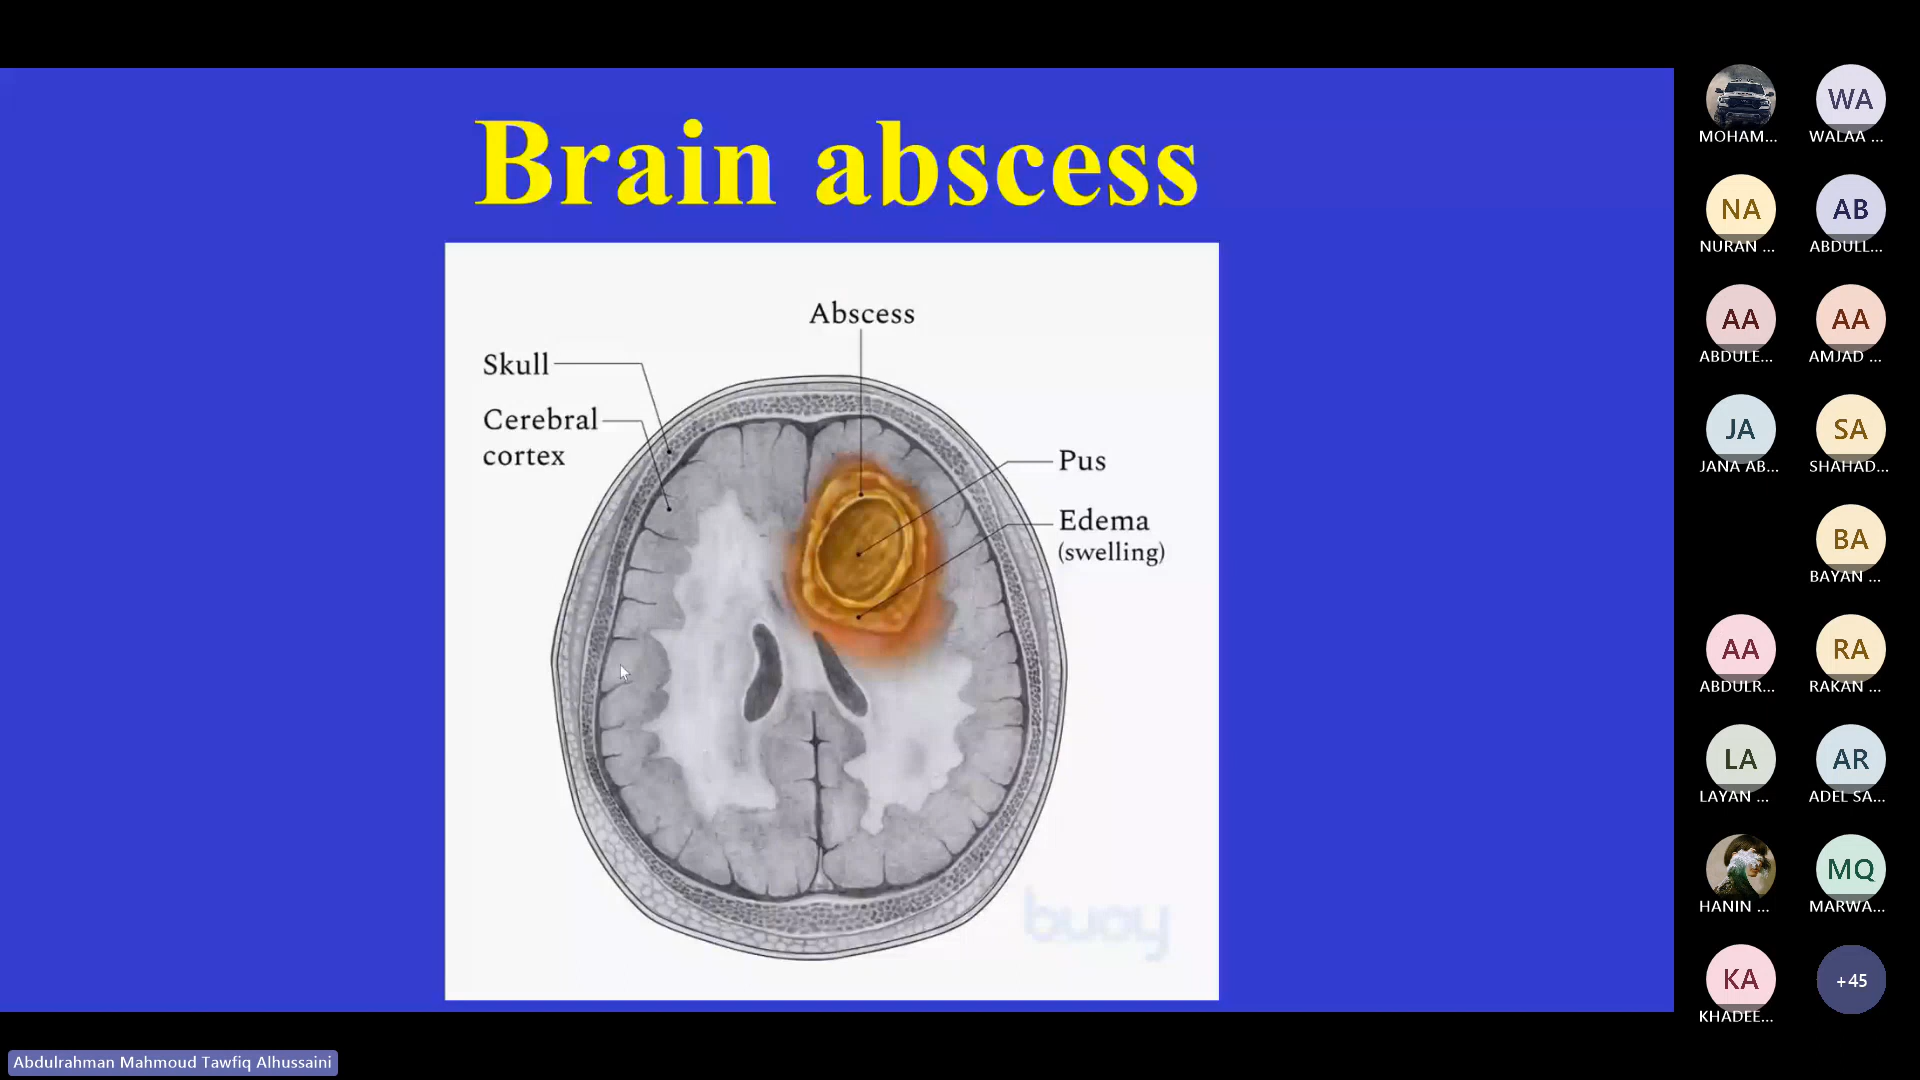 Brain abscess
Abscess
Skull
Cerebral
cortex
Pus
Edema
(swelling)
buoy
MOHAM...
WA
WALAA ...
NA
NURAN ...
AB
ABDULL...
AA
ABDULE...
AA
AMJAD ...
JA
JANA AB...
SA
SHAHAD...
BA
BAYAN ...
AA
ABDULR...
RA
RAKAN ...
LA
LAYAN ...
AR
ADEL SA...
HANIN ...
MQ
MARWA...
KA
KHADEE...
+45
Abdulrahman Mahmoud Tawfiq Alhussaini